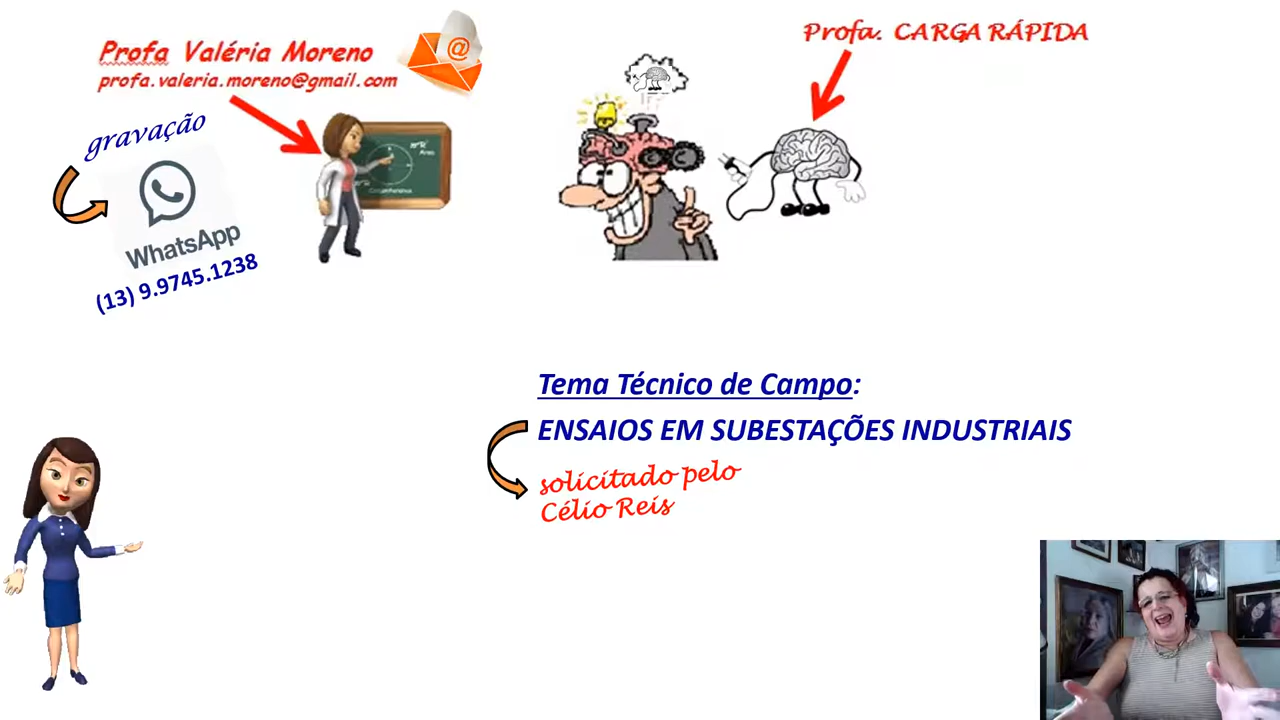 Profa Valéria Moreno
profa.valeria.moreno@gmail.com
@
Profa. CARGA RÁPIDA
gravação
WhatsApp
(13) 9.9745.1238
Tema Técnico de Campo:
ENSAIOS EM SUBESTAÇÕES INDUSTRIAIS
solicitado pelo
Célio Reis